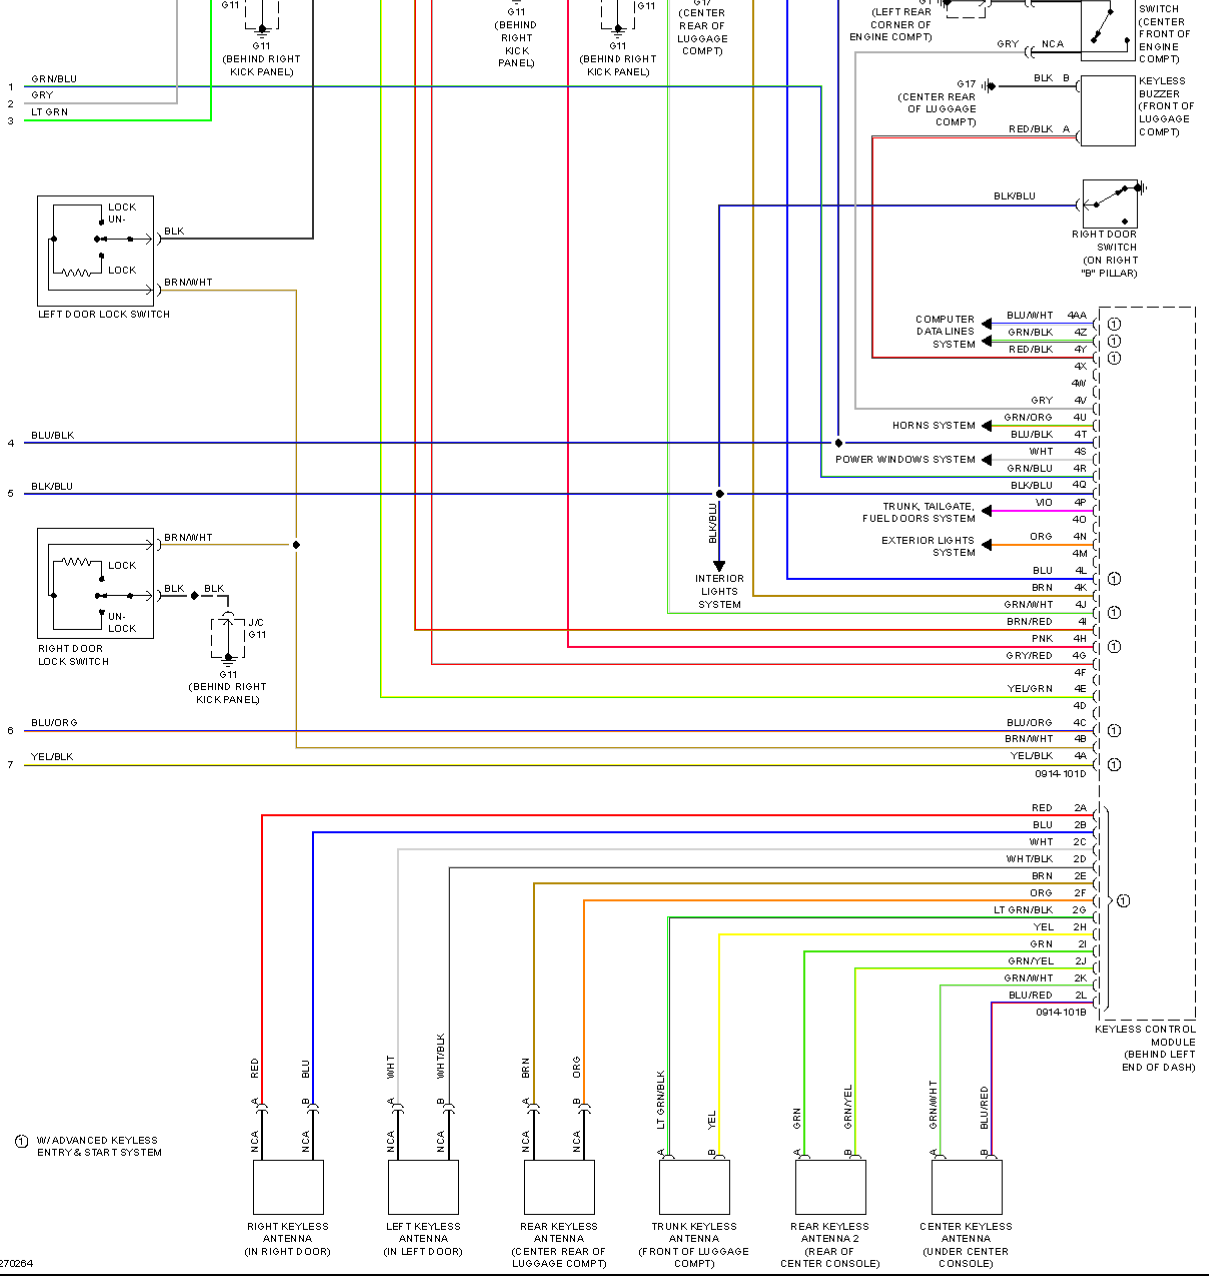 G11
G11
(BEHIND RIGHT
KICK PANEL)
G11
(BEHIND
RIGHT
KICK
PANEL)
G11
G11
(BEHIND RIGHT
KICK PANEL)
(CENTER
REAR OF
LUGGAGE
COMPT)
(LEFT REAR
CORNER OF
ENGINE COMPT)
SWITCH
(CENTER
FRONT OF
ENGINE
COMPT)
GRY NCA
G17
(CENTER REAR
OF LUGGAGE
COMPT)
BLK B
RED/BLK A
KEYLESS
BUZZER
(FRONT OF
LUGGAGE
COMPT)
1 GRN/BLU
2 GRY
3 LT GRN
LOCK
UN-
LOCK
BLK
BRN/WHT
LEFT DOOR LOCK SWITCH
BLK/BLU
RIGHT DOOR
SWITCH
(ON RIGHT
"B" PILLAR)
COMPUTER
DATA LINES
SYSTEM
BLU/WHT 4AA 1
GRN/BLK 4Z 1
RED/BLK 4Y 1
4X
4W
GRY 4V
HORNS SYSTEM GRN/ORG 4U
4 BLU/BLK BLU/BLK 4T
POWER WINDOWS SYSTEM WHT 4S
GRN/BLU 4R
5 BLK/BLU BLK/BLU 4Q
TRUNK, TAILGATE,
FUEL DOORS SYSTEM
VIO 4P
4O
EXTERIOR LIGHTS
SYSTEM
ORG 4N
4M
BLK/BLU
INTERIOR
LIGHTS
SYSTEM
BLU 4L 1
BRN 4K
GRN/WHT 4J 1
BRN/RED 4I
PNK 4H 1
GRY/RED 4G
4F
YEL/GRN 4E
4D
BRN/WHT
LOCK
BLK BLK
UN-
LOCK
J/C
G11
RIGHT DOOR
LOCK SWITCH
G11
(BEHIND RIGHT
KICK PANEL)
6 BLU/ORG BLU/ORG 4C 1
BRN/WHT 4B
7 YEL/BLK YEL/BLK 4A 1
0914-101D
RED 2A
BLU 2B
WHT 2C
WHT/BLK 2D
BRN 2E
ORG 2F
1
LT GRN/BLK 2G
YEL 2H
GRN 2I
GRN/YEL 2J
GRN/WHT 2K
BLU/RED 2L
0914-101B
KEYLESS CONTROL
MODULE
(BEHIND LEFT
END OF DASH)
RED BLU WHT WHT/BLK BRN ORG LT GRN/BLK YEL GRN GRN/YEL GRN/WHT BLU/RED
A B A B A B A B A B A B
NCA NCA NCA NCA NCA NCA
1 W/ ADVANCED KEYLESS
ENTRY & START SYSTEM
RIGHT KEYLESS
ANTENNA
(IN RIGHT DOOR)
LEFT KEYLESS
ANTENNA
(IN LEFT DOOR)
REAR KEYLESS
ANTENNA
(CENTER REAR OF
LUGGAGE COMPT)
TRUNK KEYLESS
ANTENNA
(FRONT OF LUGGAGE
COMPT)
REAR KEYLESS
ANTENNA 2
(REAR OF
CENTER CONSOLE)
CENTER KEYLESS
ANTENNA
(UNDER CENTER
CONSOLE)
270264